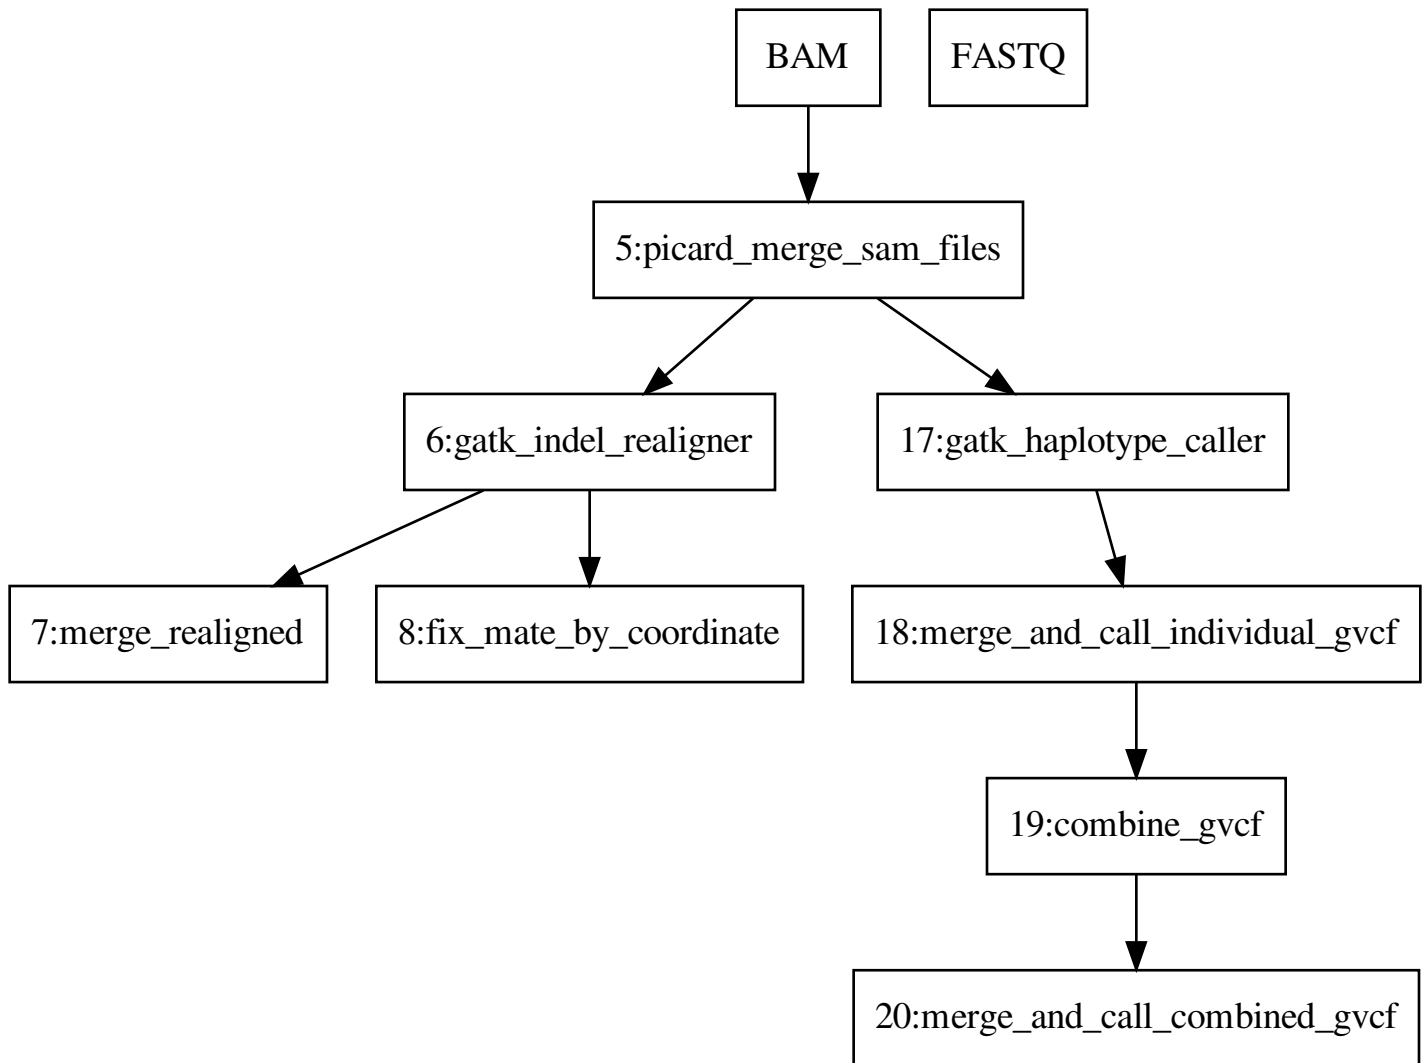 BAM
FASTQ
5:picard_merge_sam_files
6:gatk_indel_realigner
17:gatk_haplotype_caller
7:merge_realigned
8:fix_mate_by_coordinate
18:merge_and_call_individual_gvcf
19:combine_gvcf
20:merge_and_call_combined_gvcf